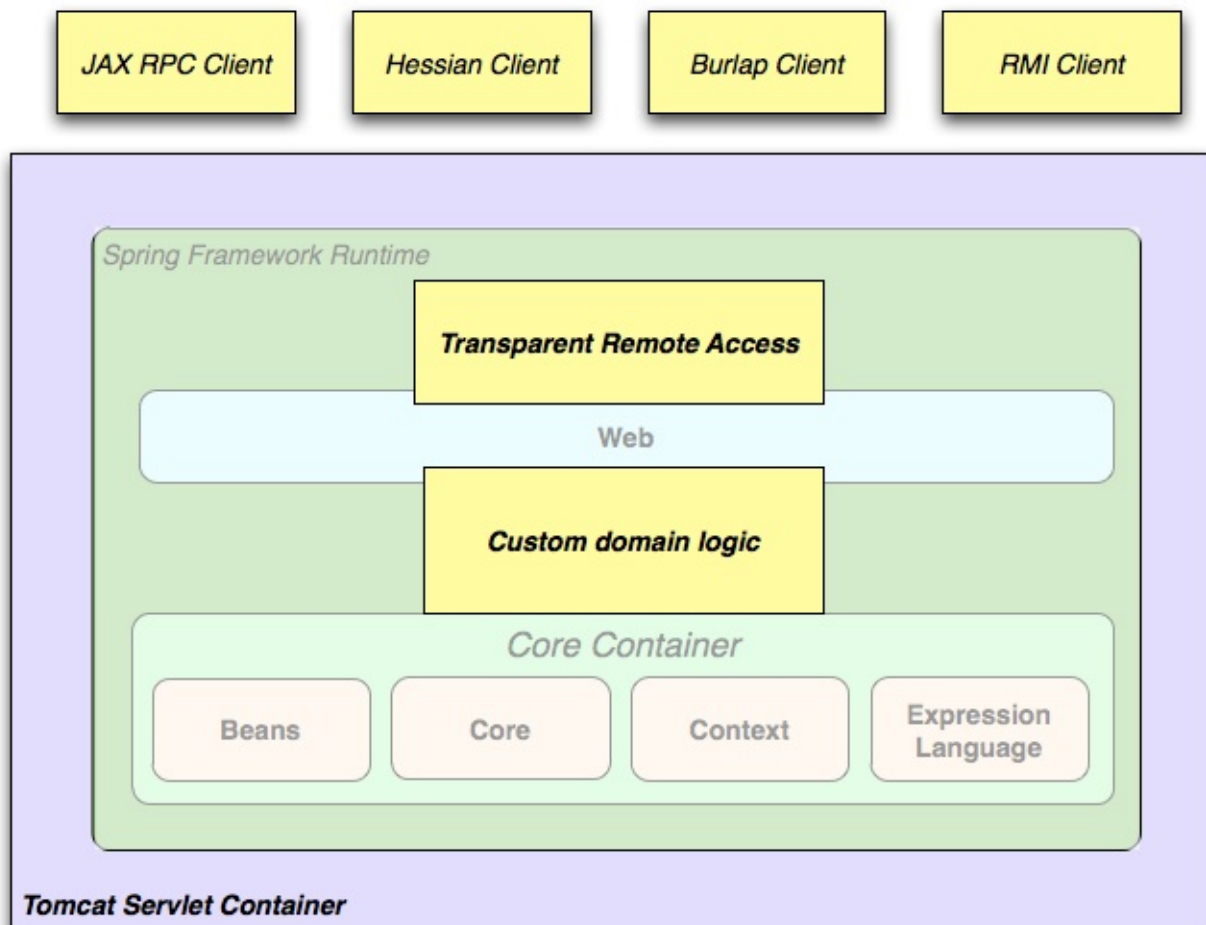 JAX RPC Client
Hessian Client
Burlap Client
RMI Client
Spring Framework Runtime
Transparent Remote Access
Web
Custom domain logic
Core Container
Beans
Core
Context
Expression
Language
Tomcat Servlet Container